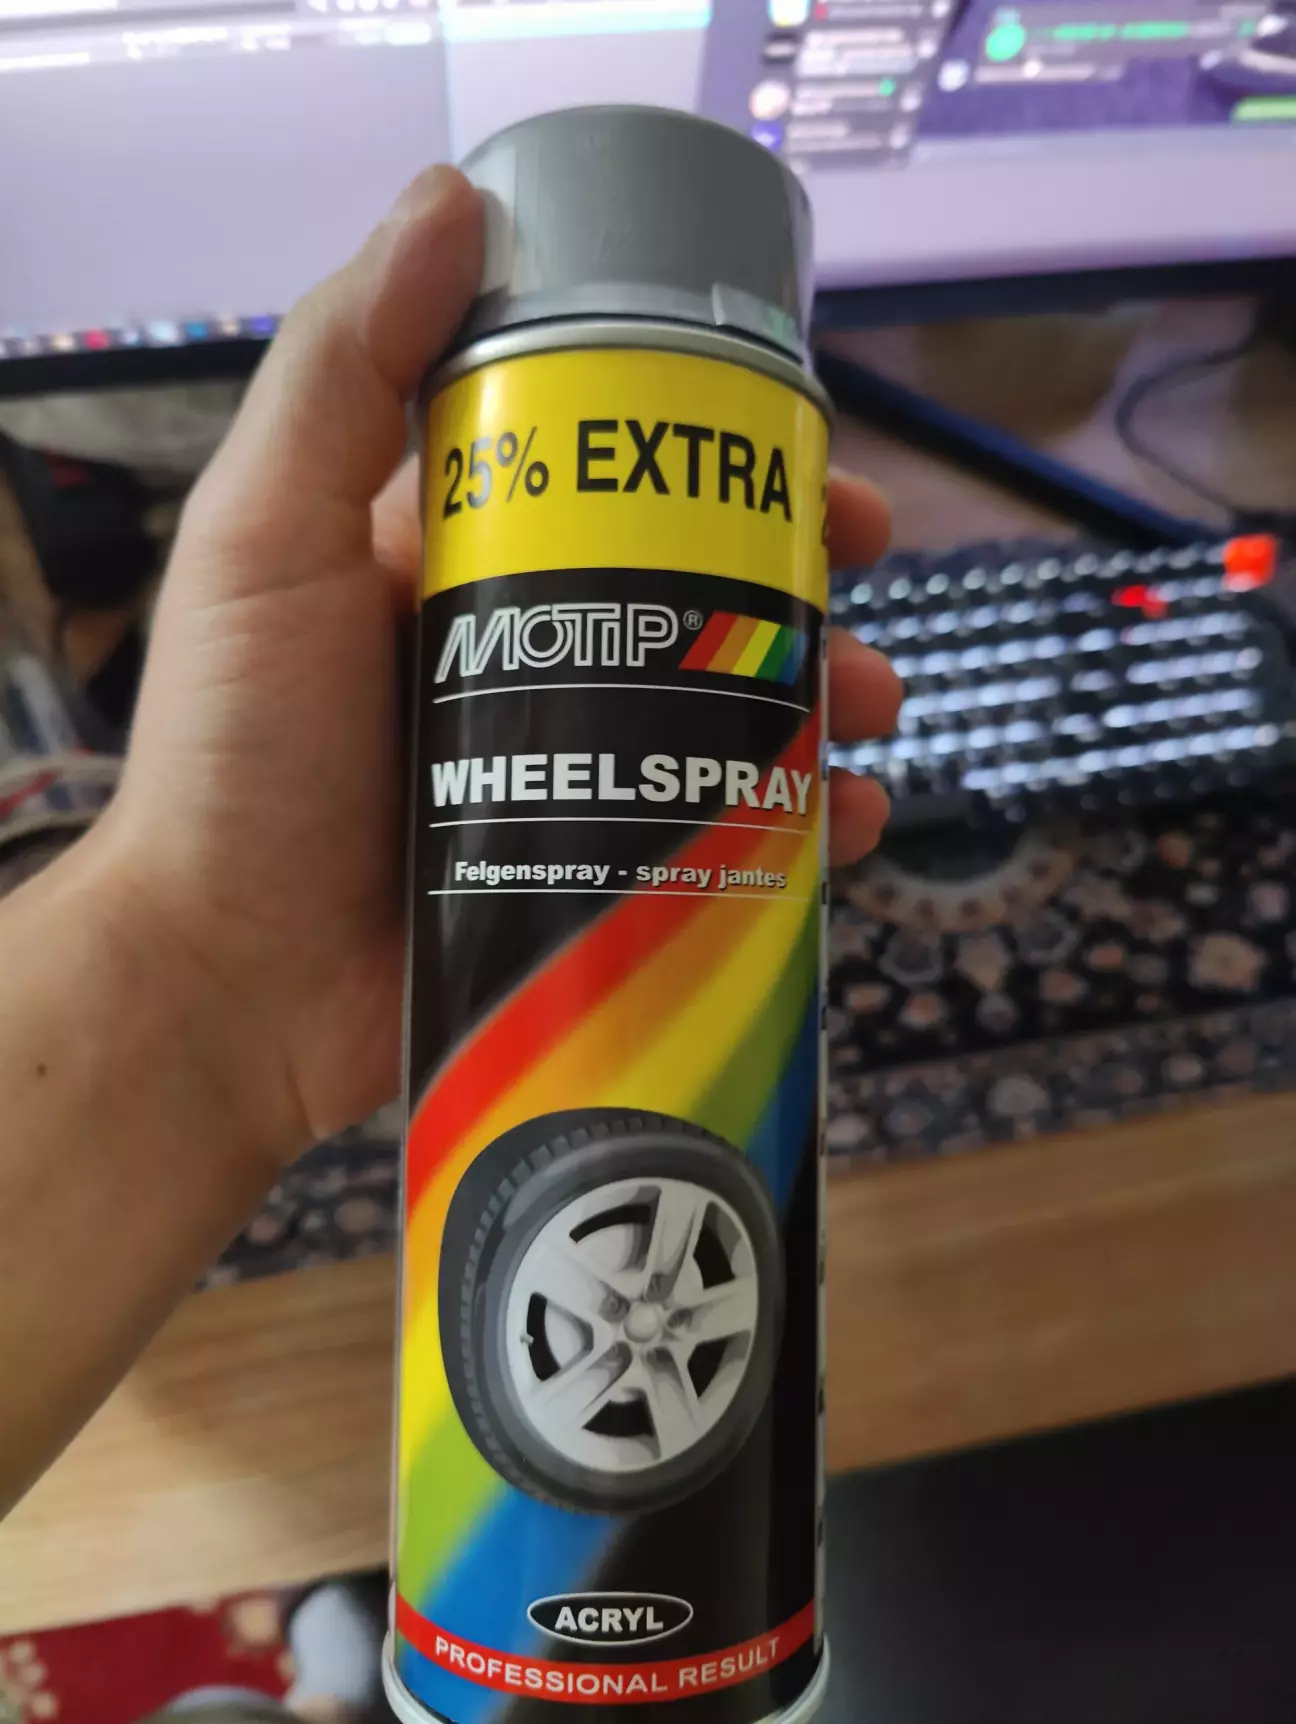 25% EXTRA
MOTIP®
WHEELSPRAY
Felgenspray - spray jantes
ACRYL
PROFESSIONAL RESULT